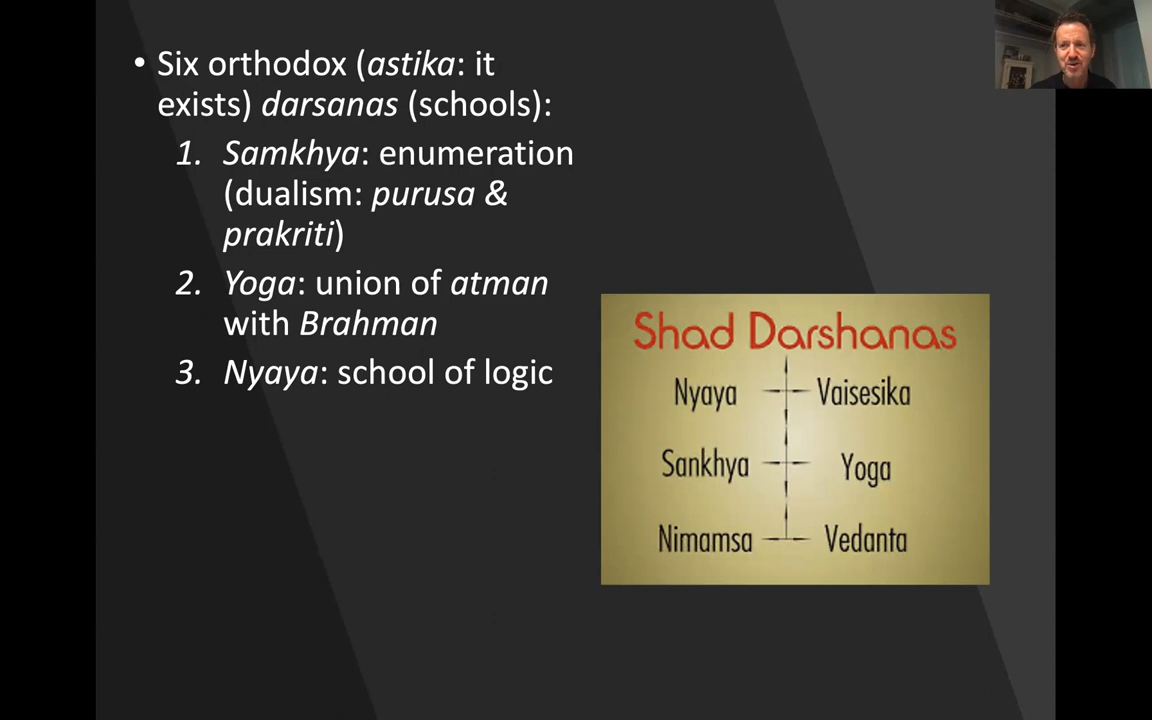 • Six orthodox (astika: it
exists) darsanas (schools):
1. Samkhya: enumeration
(dualism: purusa &
prakriti)
2. Yoga: union of atman
with Brahman
3. Nyaya: school of logic
Shad Darshanas
Nyaya Vaisesika
Sankhya Yoga
Nimamsa Vedanta